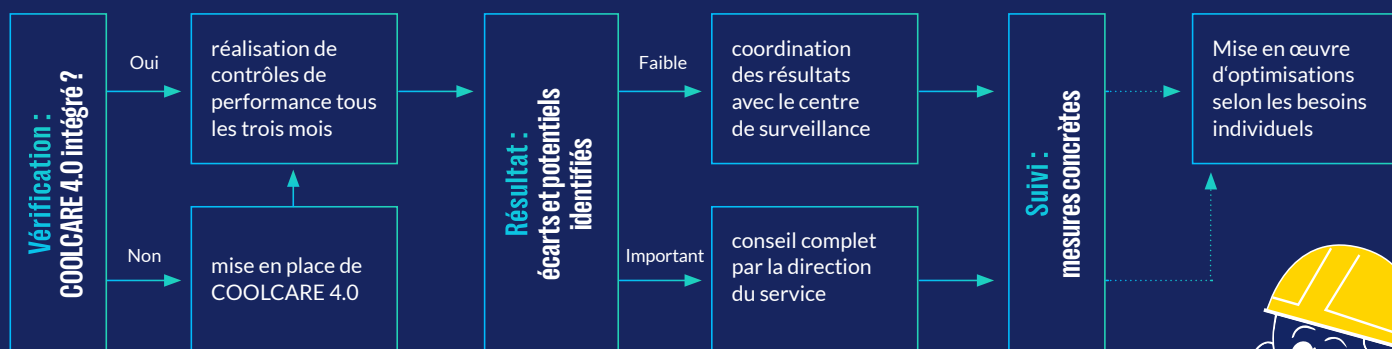 Vérification :
COOLCARE 4.0 intégré ?
Oui
réalisation de
contrôles de
performance tous
les trois mois
Non
mise en place de
COOLCARE 4.0
Résultat :
écarts et potentiels
identifiés
Faible
coordination
des résultats
avec le centre
de surveillance
Important
conseil complet
par la direction
du service
Suivi :
mesures concrètes
Mise en œuvre
d‘optimisations
selon les besoins
individuels